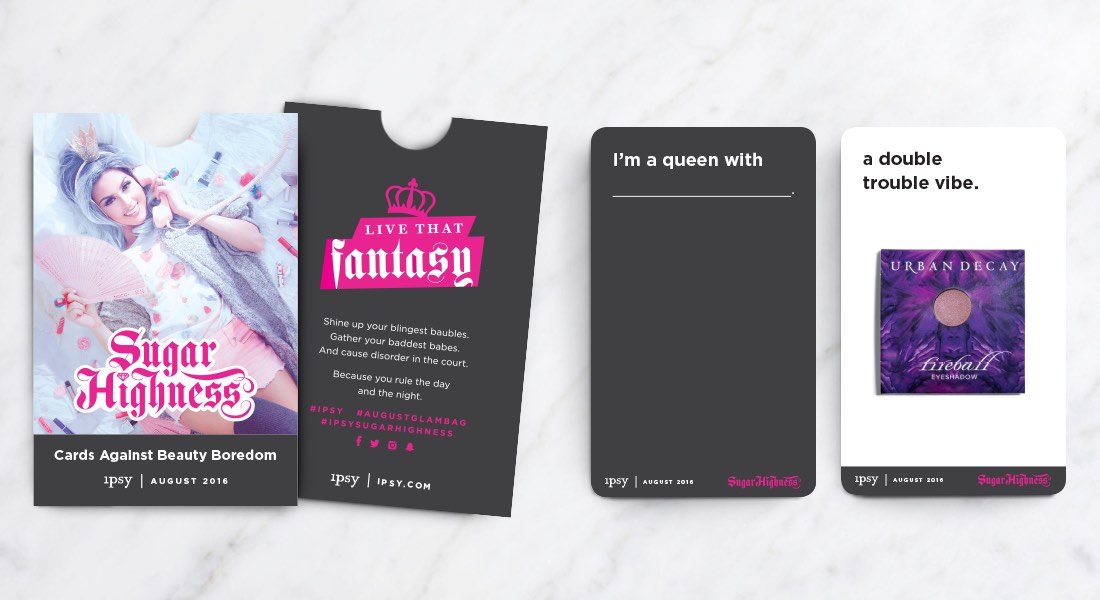 Sugar
Highness
Cards Against Beauty Boredom
ipsy | AUGUST 2016
LIVE THAT
fantasy
Shine up your blingest baubles.
Gather your baddest babes.
And cause disorder in the court.
Because you rule the day
and the night.
#IPSY #AUGUSTGLAMBAG
#IPSYSUGARHIGHNESS
ipsy | IPSY.COM
I'm a queen with
____________________.
ipsy | AUGUST 2016 Sugar Highness
a double
trouble vibe.
URBAN DECAY
fireball
EYESHADOW
ipsy | AUGUST 2016 Sugar Highness